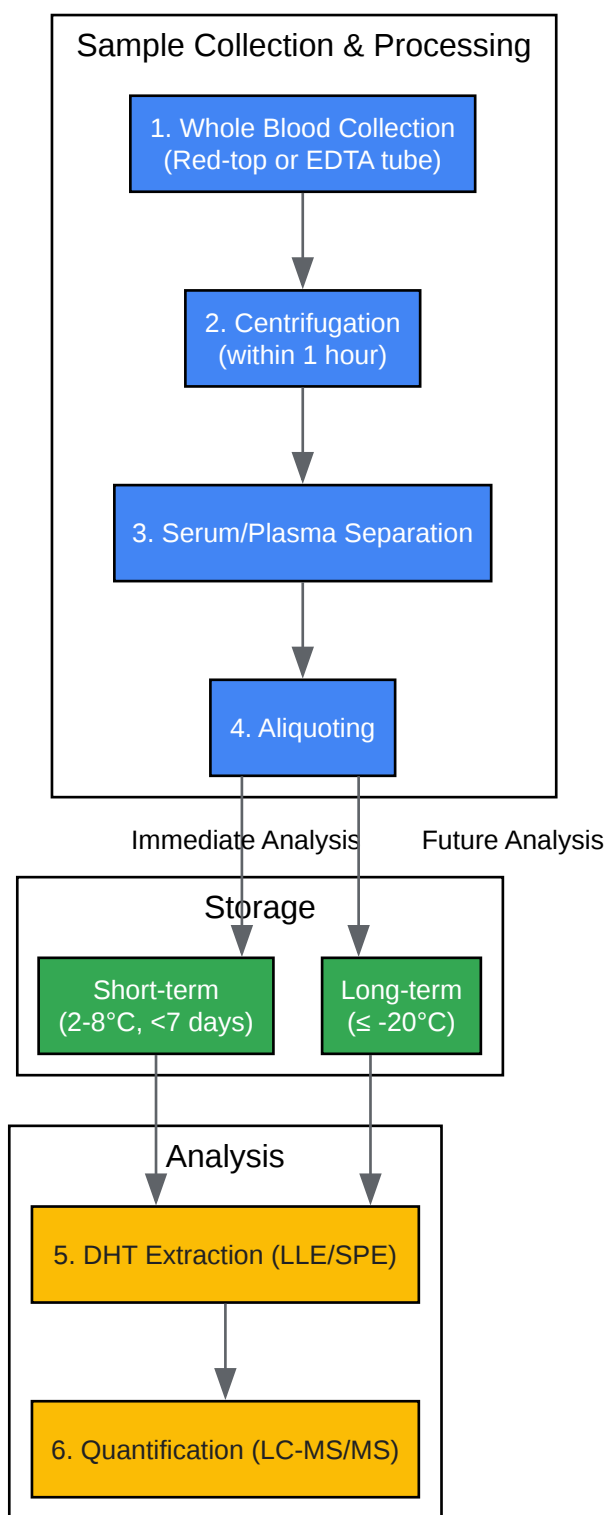 Sample Collection & Processing
1. Whole Blood Collection
(Red-top or EDTA tube)
2. Centrifugation
(within 1 hour)
3. Serum/Plasma Separation
4. Aliquoting
Immediate Analysis
Future Analysis
Storage
Short-term
(2-8°C, <7 days)
Long-term
(≤ -20°C)
Analysis
5. DHT Extraction (LLE/SPE)
6. Quantification (LC-MS/MS)